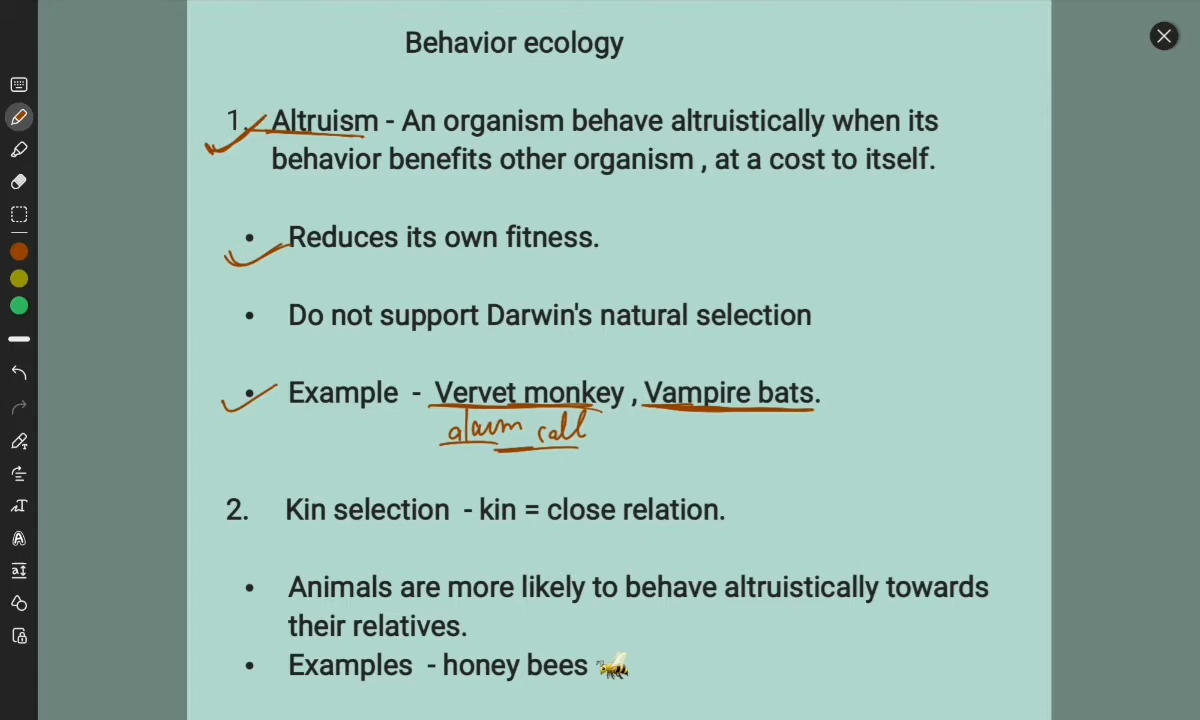 Behavior ecology
1. Altruism - An organism behave altruistically when its
behavior benefits other organism , at a cost to itself.
• Reduces its own fitness.
• Do not support Darwin's natural selection
• Example - Vervet monkey , Vampire bats.
alarm call
2. Kin selection - kin = close relation.
• Animals are more likely to behave altruistically towards
their relatives.
• Examples - honey bees 🐝